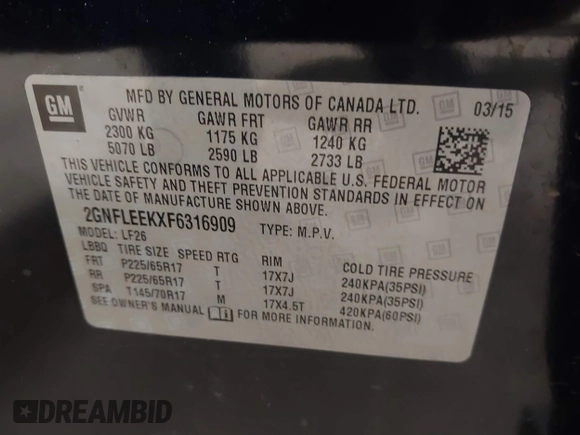 GM
MFD BY GENERAL MOTORS OF CANADA LTD. 03/15
GVWR GAWR FRT GAWR RR
2300 KG 1175 KG 1240 KG
5070 LB 2590 LB 2733 LB
THIS VEHICLE CONFORMS TO ALL APPLICABLE U.S. FEDERAL MOTOR
VEHICLE SAFETY AND THEFT PREVENTION STANDARDS IN EFFECT ON
THE DATE OF MANUFACTURE SHOWN ABOVE.
2GNFLEEKXF6316909 TYPE: M.P.V.
MODEL: LF26
LBBQ TIRE SIZE SPEED RTG RIM COLD TIRE PRESSURE
FRT P225/65R17 T 17X7J 240KPA(35PSI)
RR P225/65R17 T 17X7J 240KPA(35PSI)
SPA T145/70R17 M 17X4.5T 420KPA(60PSI)
SEE OWNER'S MANUAL FOR MORE INFORMATION.
DREAMBID